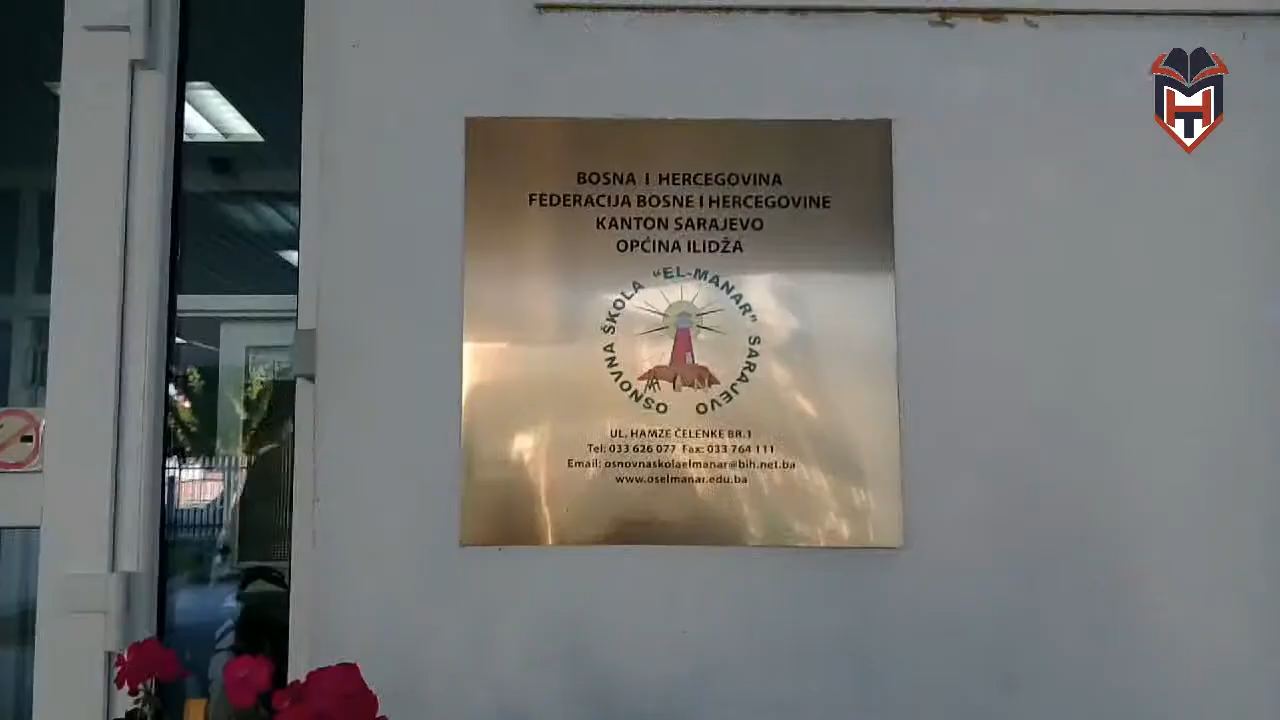 BOSNA I HERCEGOVINA
FEDERACIJA BOSNE I HERCEGOVINE
KANTON SARAJEVO
OPĆINA ILIDŽA
OSNOVNA ŠKOLA "EL-MANAR" SARAJEVO
UL. HAMZE ČELENKE BR.1
Tel: 033 626 077 Fax: 033 764 111
Email: osnovnaskolaelmanar@bih.net.ba
www.oselmanar.edu.ba
MHT